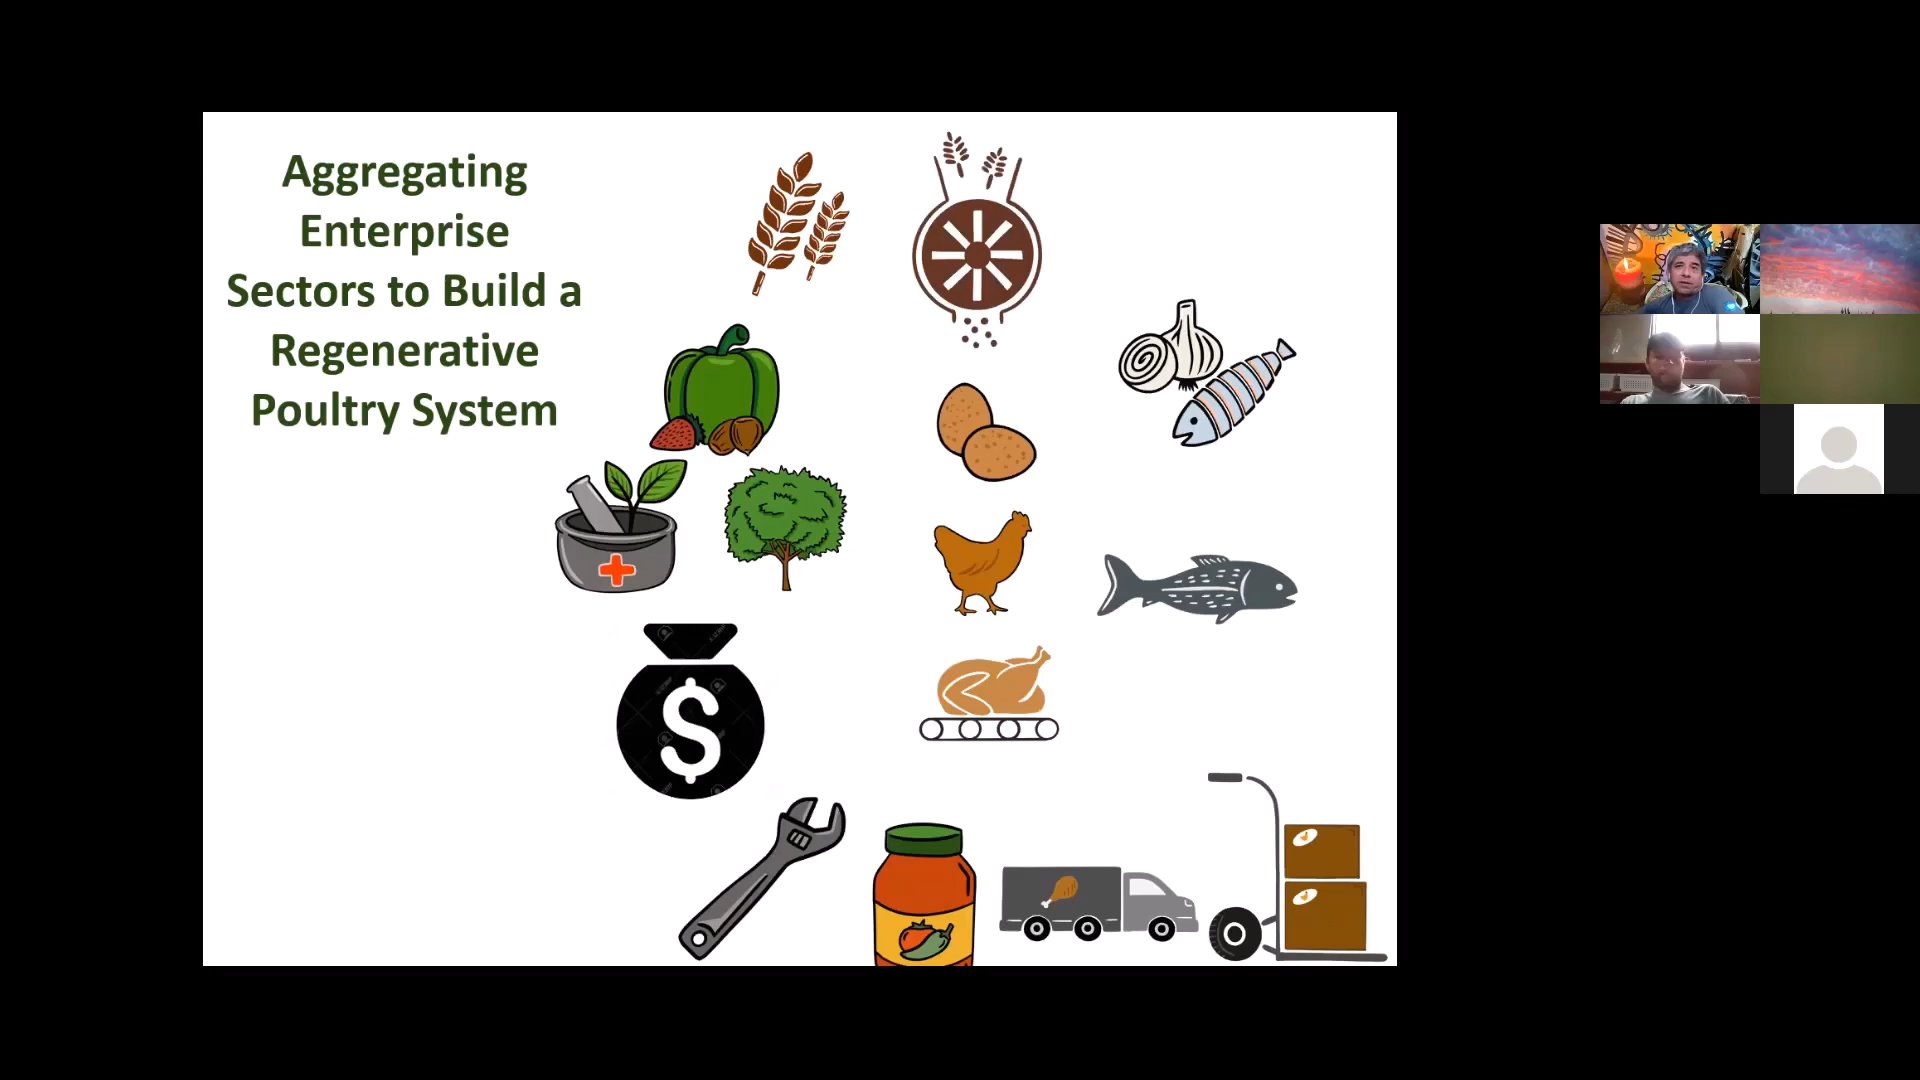 Aggregating
Enterprise
Sectors to Build a
Regenerative
Poultry System
$